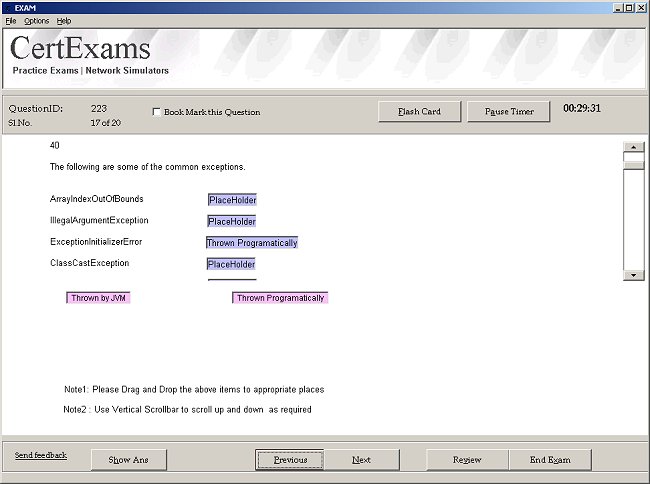 EXAM
File Options Help
CertExams
Practice Exams | Network Simulators
QuestionID: 223
Sl.No. 17 of 20
Book Mark this Question
Flash Card
Pause Timer
00:29:31
40
The following are some of the common exceptions.
ArrayIndexOutOfBounds PlaceHolder
IllegalArgumentException PlaceHolder
ExceptionInitializerError Thrown Programatically
ClassCastException PlaceHolder
Thrown by JVM Thrown Programatically
Note1: Please Drag and Drop the above items to appropriate places
Note2 : Use Vertical Scrollbar to scroll up and down as required
Send feedback Show Ans Previous Next Review End Exam